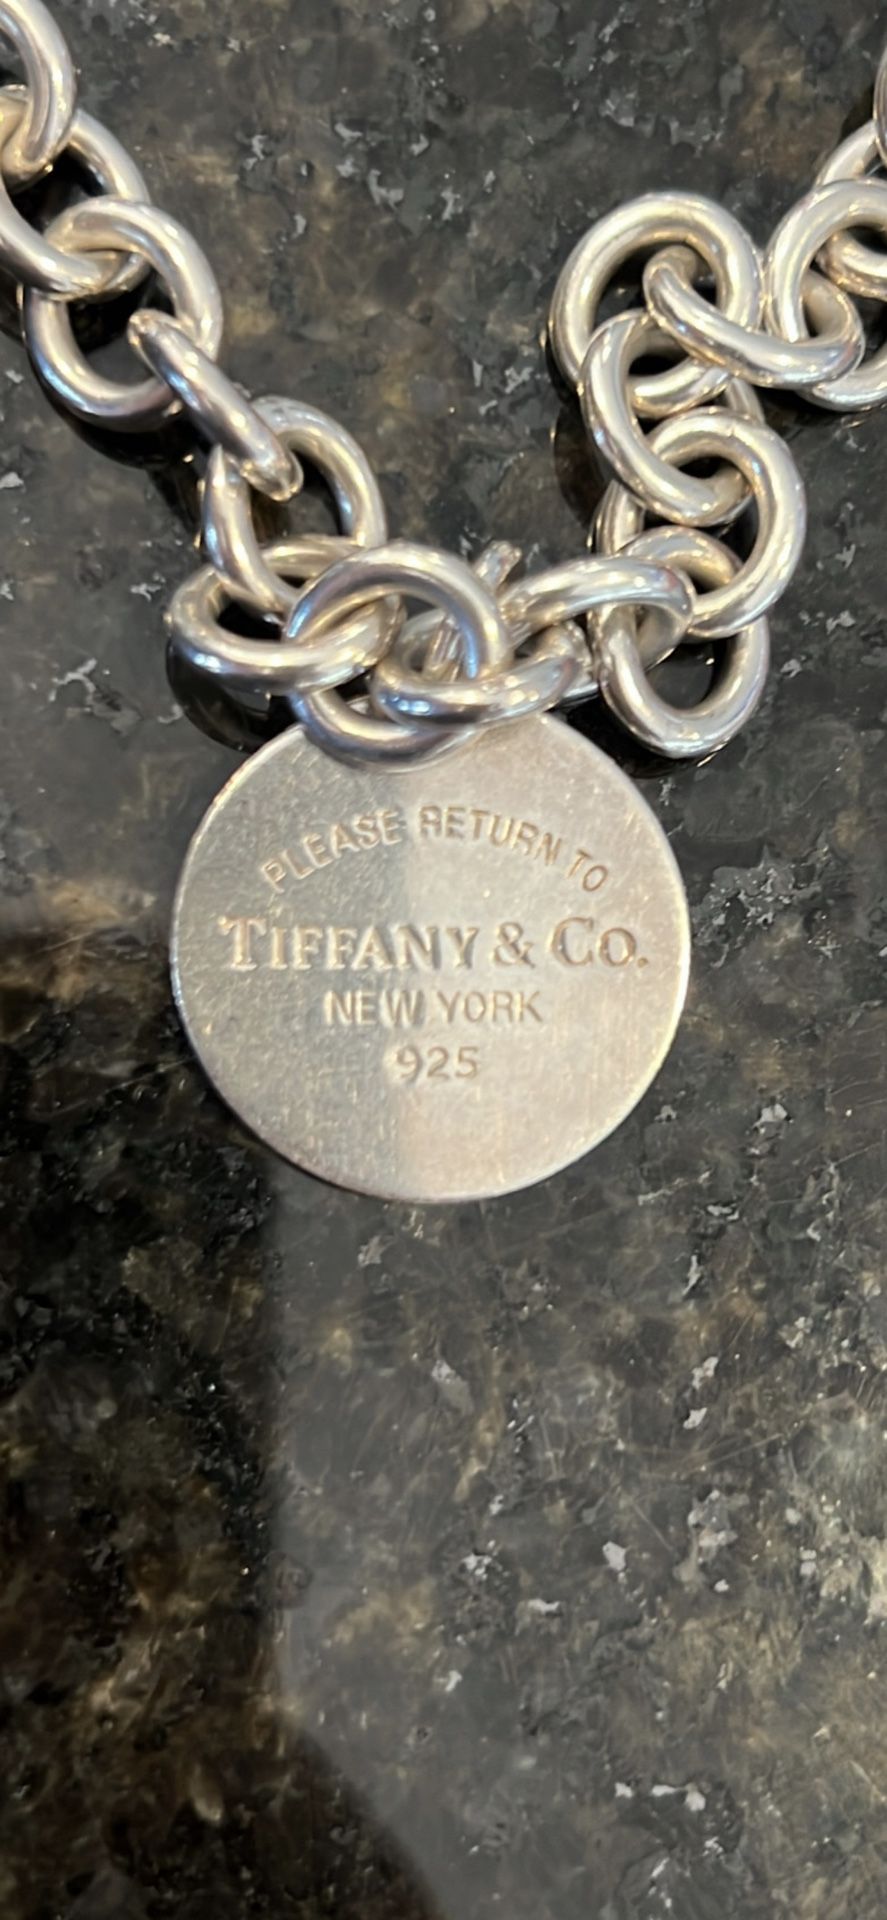 PLEASE RETURN TO
TIFFANY & CO.
NEW YORK
925